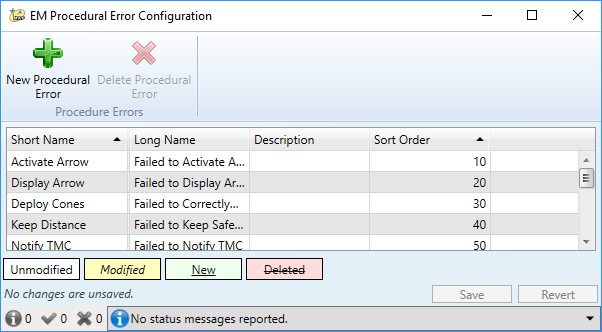 EM Procedural Error Configuration
New Procedural Error
Delete Procedural Error
Procedure Errors
Short Name Long Name Description Sort Order
Activate Arrow Failed to Activate A... 10
Display Arrow Failed to Display Ar... 20
Deploy Cones Failed to Correctly... 30
Keep Distance Failed to Keep Safe... 40
Notify TMC Failed to Notify TMC 50
Unmodified Modified New Deleted
No changes are unsaved. Save Revert
0 0 0 No status messages reported.